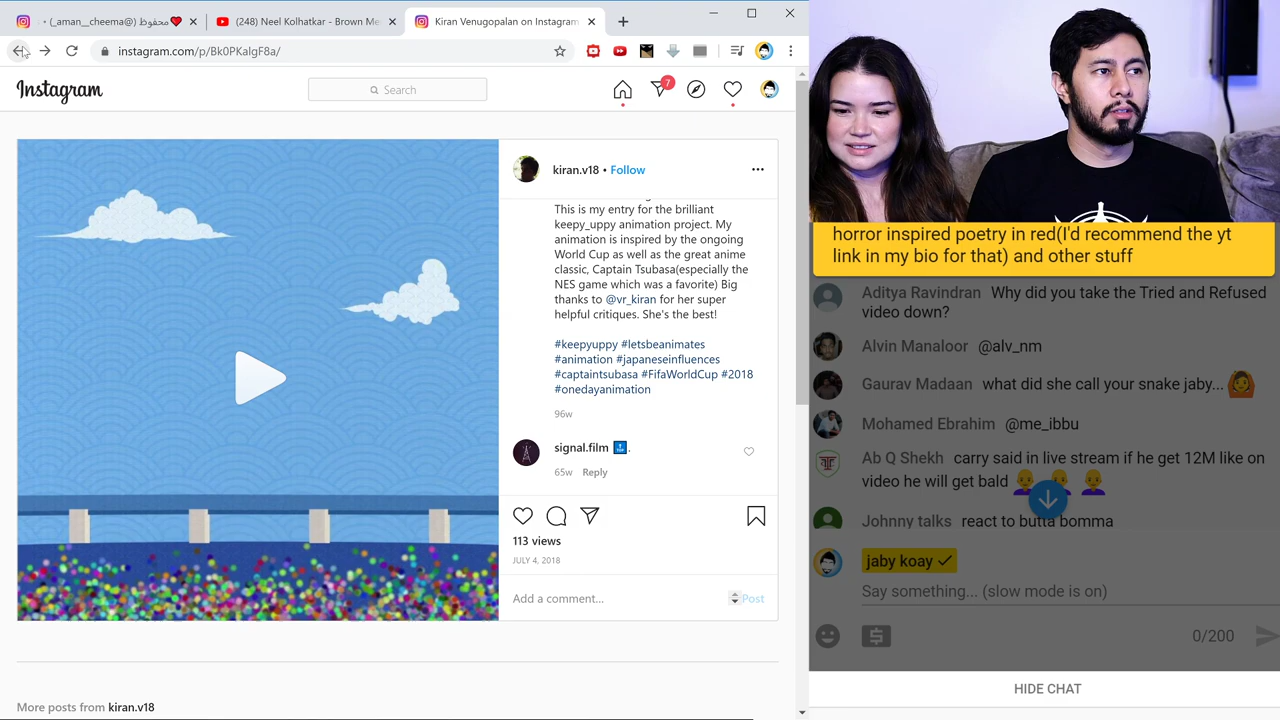 محفوظ❤ (@_aman__cheema_) •
(248) Neel Kolhatkar - Brown Me
Kiran Venugopalan on Instagram
instagram.com/p/Bk0PKalgF8a/
Instagram
Search
7
kiran.v18 • Follow
This is my entry for the brilliant
keepy_uppy animation project. My
animation is inspired by the ongoing
World Cup as well as the great anime
classic, Captain Tsubasa(especially the
NES game which was a favorite) Big
thanks to @vr_kiran for her super
helpful critiques. She's the best!
#keepyuppy #letsbeanimates
#animation #japaneseinfluences
#captaintsubasa #FifaWorldCup #2018
#onedayanimation
96w
signal.film 🔝.
65w Reply
113 views
JULY 4, 2018
Add a comment... Post
More posts from kiran.v18
horror inspired poetry in red(I'd recommend the yt
link in my bio for that) and other stuff
Aditya Ravindran Why did you take the Tried and Refused
video down?
Alvin Manaloor @alv_nm
Gaurav Madaan what did she call your snake jaby...
Mohamed Ebrahim @me_ibbu
Ab Q Shekh carry said in live stream if he get 12M like on
video he will get bald
Johnny talks react to butta bomma
jaby koay ✓
Say something... (slow mode is on)
0/200
HIDE CHAT